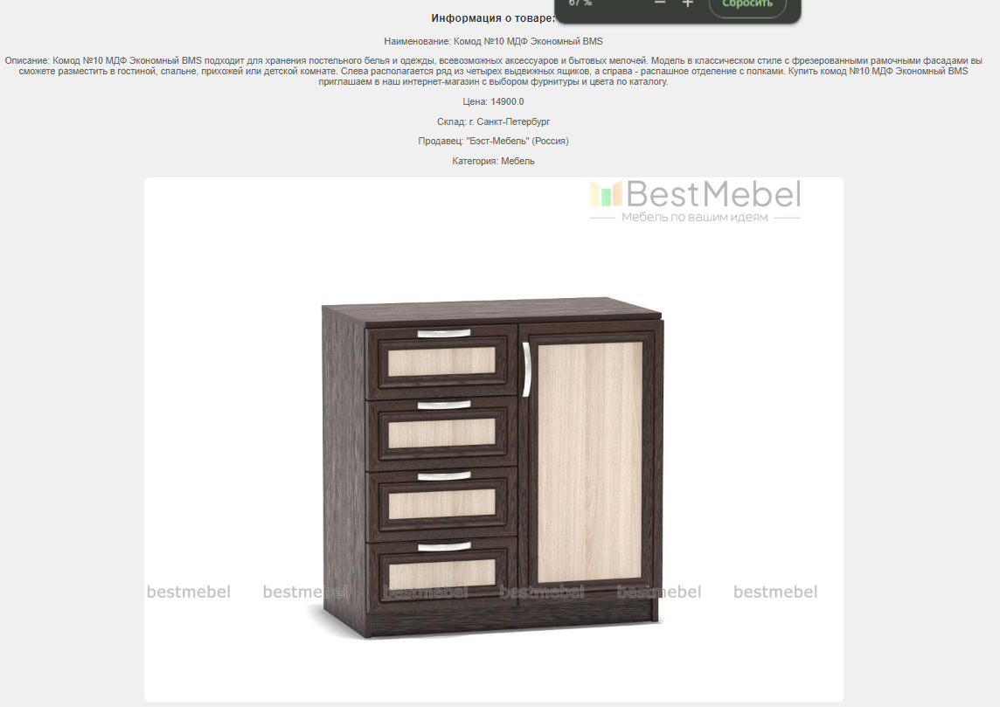 67 %
Сбросить
Информация о товаре:
Наименование: Комод №10 МДФ Экономный BMS
Описание: Комод №10 МДФ Экономный BMS подходит для хранения постельного белья и одежды, всевозможных аксессуаров и бытовых мелочей. Модель в классическом стиле с фрезерованными рамочными фасадами вы
сможете разместить в гостиной, спальне, прихожей или детской комнате. Слева располагается ряд из четырех выдвижных ящиков, а справа - распашное отделение с полками. Купить комод №10 МДФ Экономный BMS
приглашаем в наш интернет-магазин с выбором фурнитуры и цвета по каталогу.
Цена: 14900.0
Склад: г. Санкт-Петербург
Продавец: "Бэст-Мебель" (Россия)
Категория: Мебель
BestMebel
Мебель по вашим идеям
bestmebel bestmebel bestmebel bestmebel bestmebel bestmebel